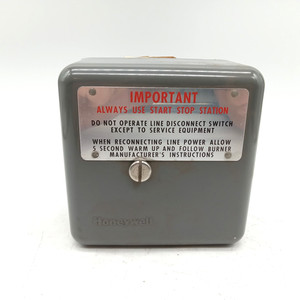 IMPORTANT
ALWAYS USE START STOP STATION
DO NOT OPERATE LINE DISCONNECT SWITCH
EXCEPT TO SERVICE EQUIPMENT
WHEN RECONNECTING LINE POWER ALLOW
5 SECOND WARM UP AND FOLLOW BURNER
MANUFACTURER'S INSTRUCTIONS
Honeywell